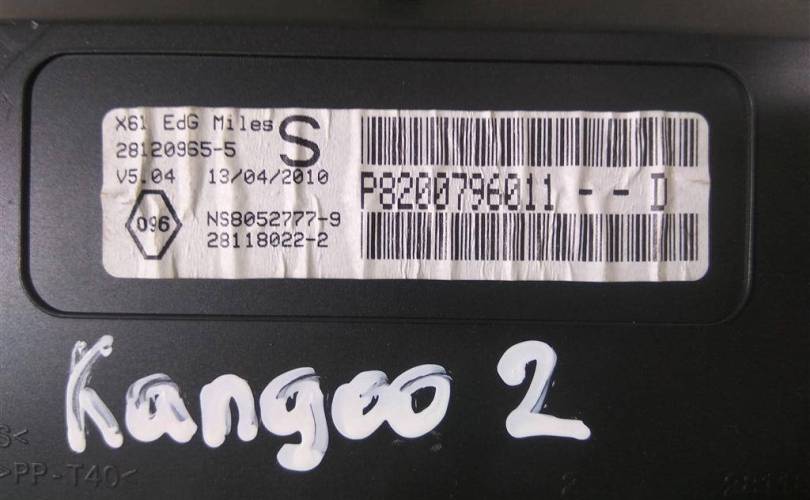 X61 EdG Miles S
28120965-5
V5.04 13/04/2010
P8200796011 - - D
096
NS8052777-9
28118022-2
Kangoo 2
>PP-T40<